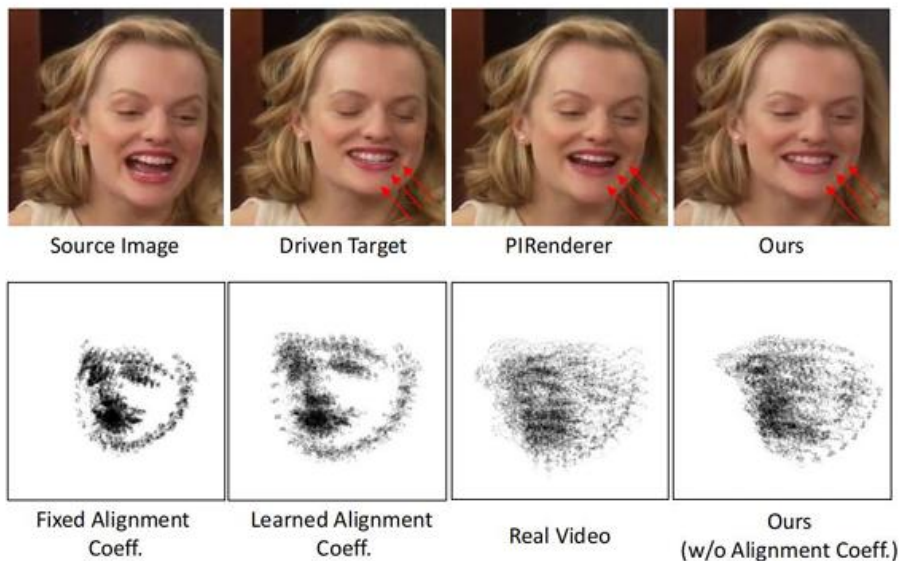 Source Image
Driven Target
PIRenderer
Ours
Fixed Alignment
Coeff.
Learned Alignment
Coeff.
Real Video
Ours
(w/o Alignment Coeff.)